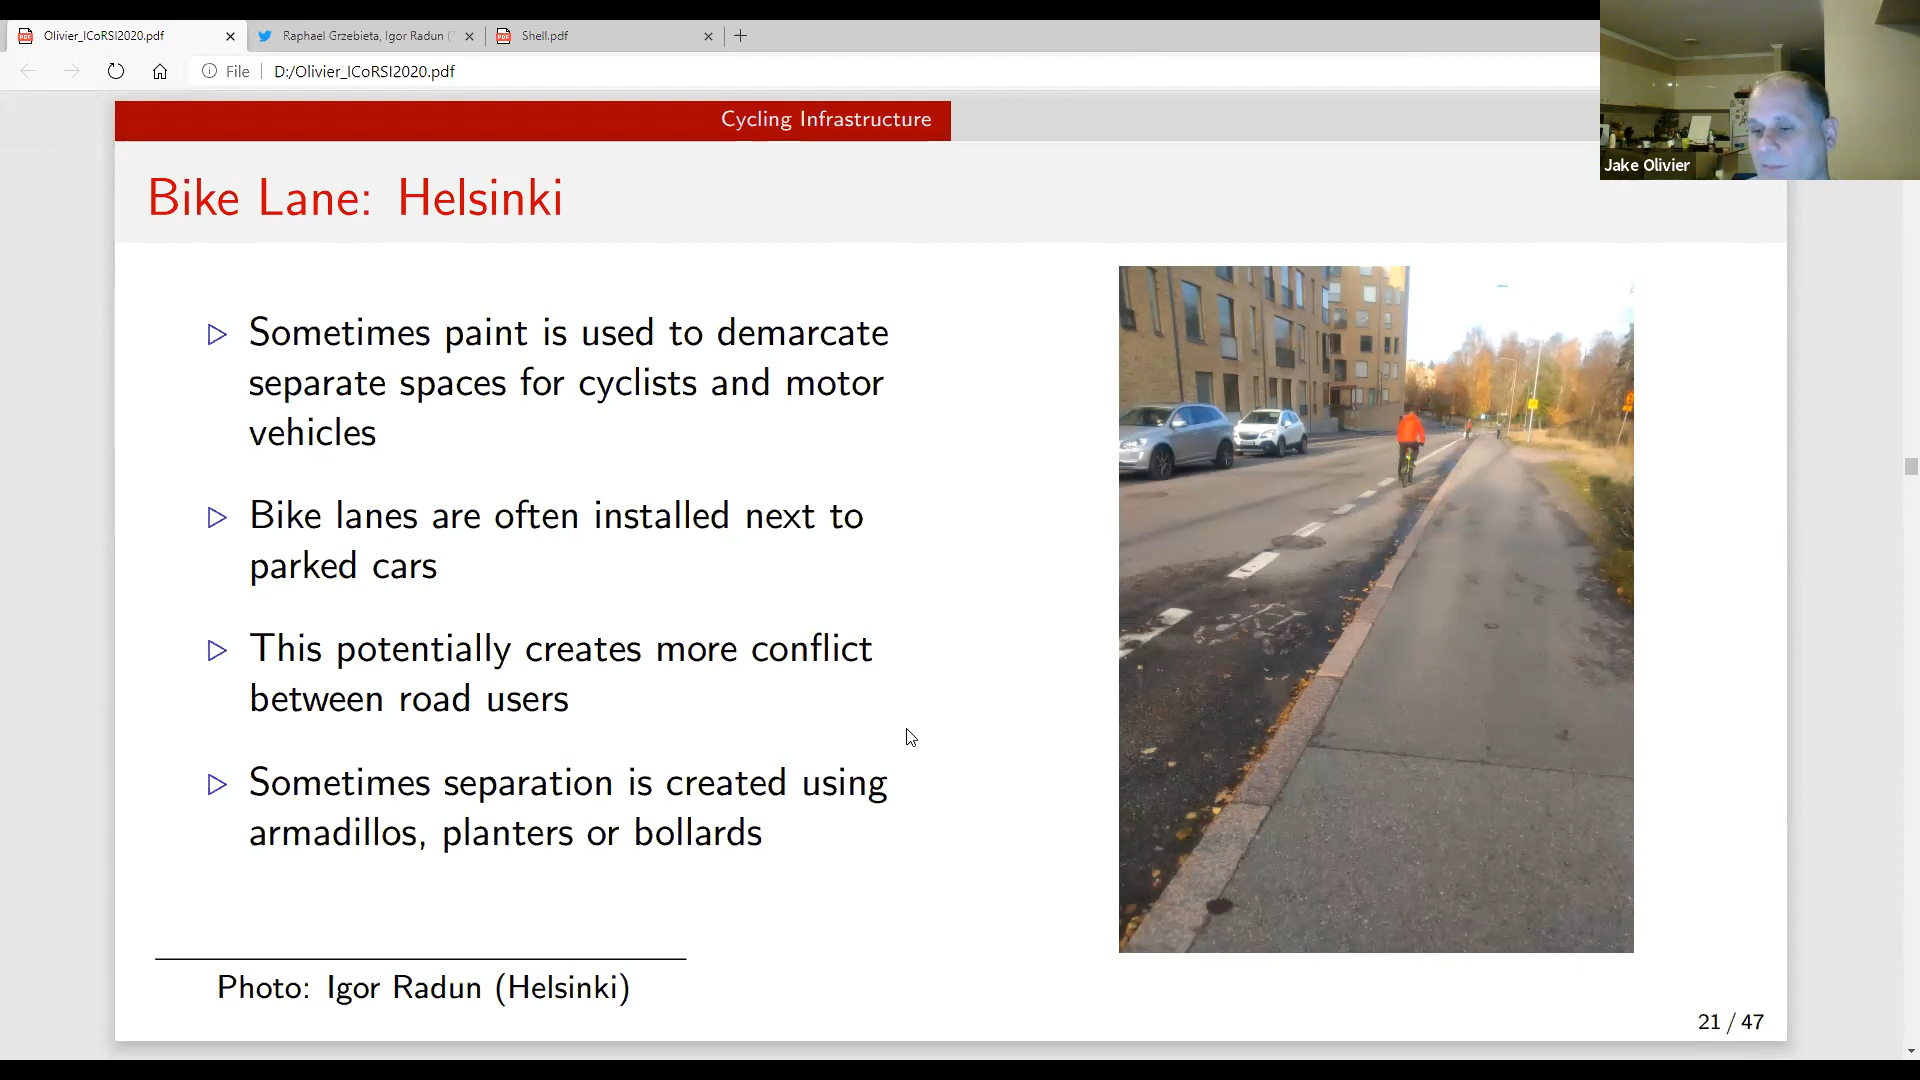 Olivier_ICoRSI2020.pdf
Raphael Grzebieta, Igor Radun (
Shell.pdf
File
D:/Olivier_ICoRSI2020.pdf
Jake Olivier
Cycling Infrastructure
Bike Lane: Helsinki
Sometimes paint is used to demarcate
separate spaces for cyclists and motor
vehicles
Bike lanes are often installed next to
parked cars
This potentially creates more conflict
between road users
Sometimes separation is created using
armadillos, planters or bollards
Photo: Igor Radun (Helsinki)
21 / 47